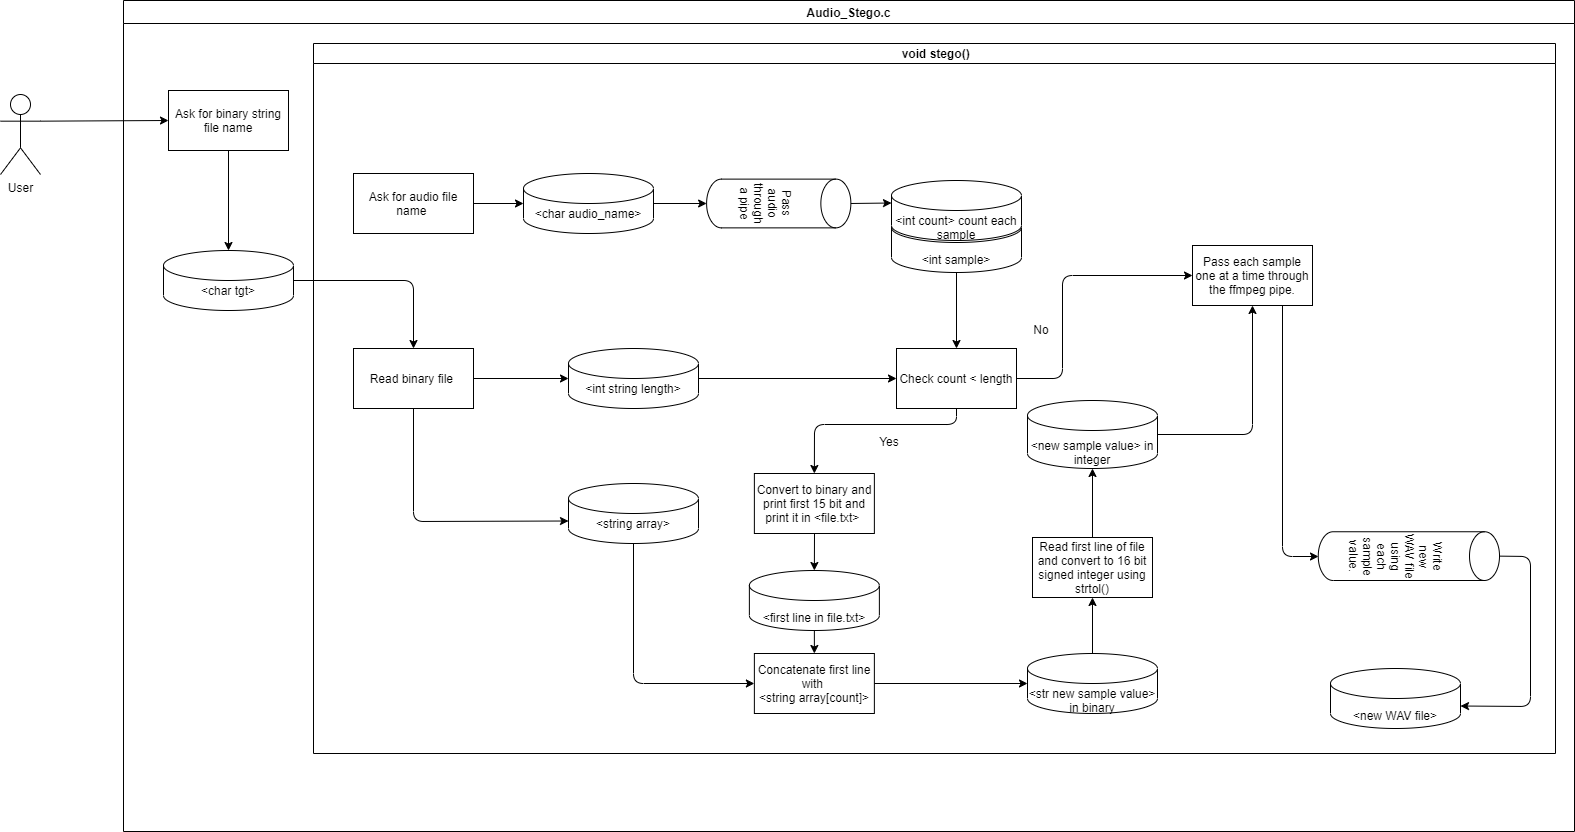 Audio_Stego.c
void stego()
User
Ask for binary string
file name
<char tgt>
Ask for audio file
name
<char audio_name>
Pass
audio
through
a pipe
<int count> count each
sample
<int sample>
Pass each sample
one at a time through
the ffmpeg pipe.
No
Read binary file
<int string length>
Check count < length
Yes
<new sample value> in
integer
Convert to binary and
print first 15 bit and
print it in <file.txt>
<string array>
Read first line of file
and convert to 16 bit
signed integer using
strtol()
Write
new
WAV file
using
each
sample
value.
<first line in file.txt>
Concatenate first line
with
<string array[count]>
<str new sample value>
in binary
<new WAV file>